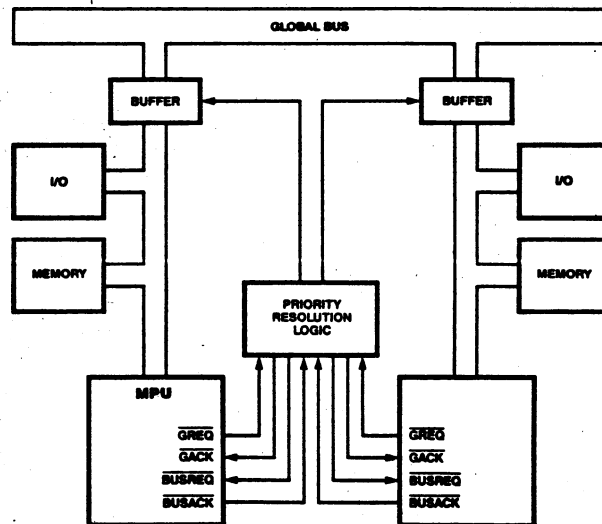 GLOBAL BUS
BUFFER
BUFFER
I/O
I/O
MEMORY
MEMORY
PRIORITY
RESOLUTION
LOGIC
MPU
GREQ
GACK
BUSREQ
BUSACK
GREQ
GACK
BUSREQ
BUSACK